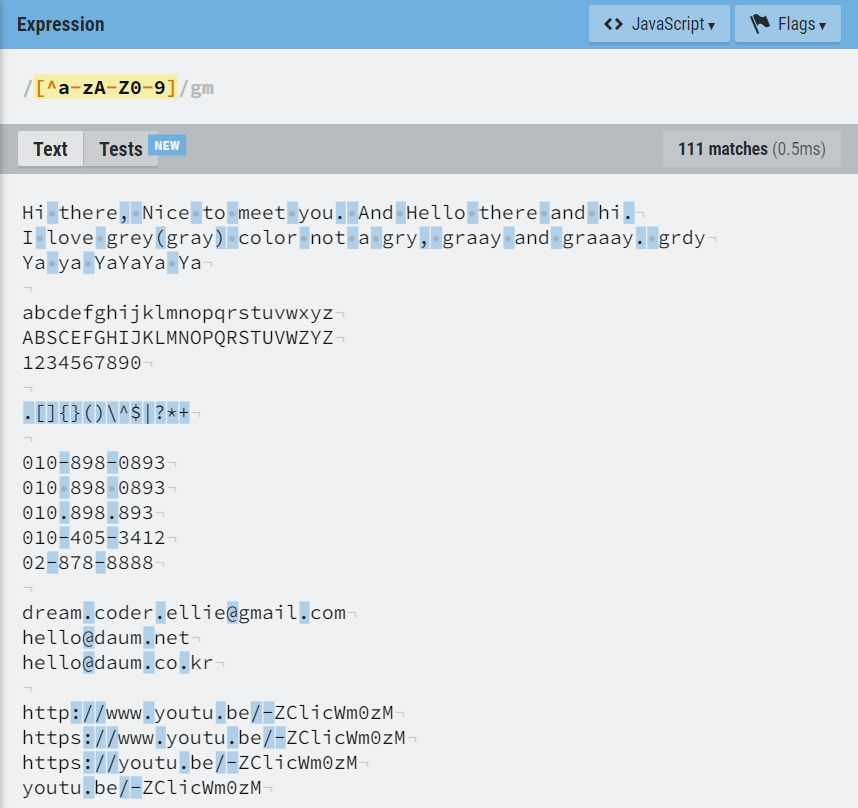 Expression
<> JavaScript ▾
Flags ▾
/[^a-zA-Z0-9]/gm
Text
Tests NEW
111 matches (0.5ms)
Hi there, Nice to meet you. And Hello there and hi.
I love grey(gray) color not a gry, graay and graaay. grdy
Ya ya YaYaYa Ya
abcdefghijklmnopqrstuvwxyz
ABSCEFGHIJKLMNOPQRSTUVWZYZ
1234567890
.[]{}()\^$|?*+
010-898-0893
010 898 0893
010.898.893
010-405-3412
02-878-8888
dream.coder.ellie@gmail.com
hello@daum.net
hello@daum.co.kr
http://www.youtu.be/-ZClicWm0zM
https://www.youtu.be/-ZClicWm0zM
https://youtu.be/-ZClicWm0zM
youtu.be/-ZClicWm0zM